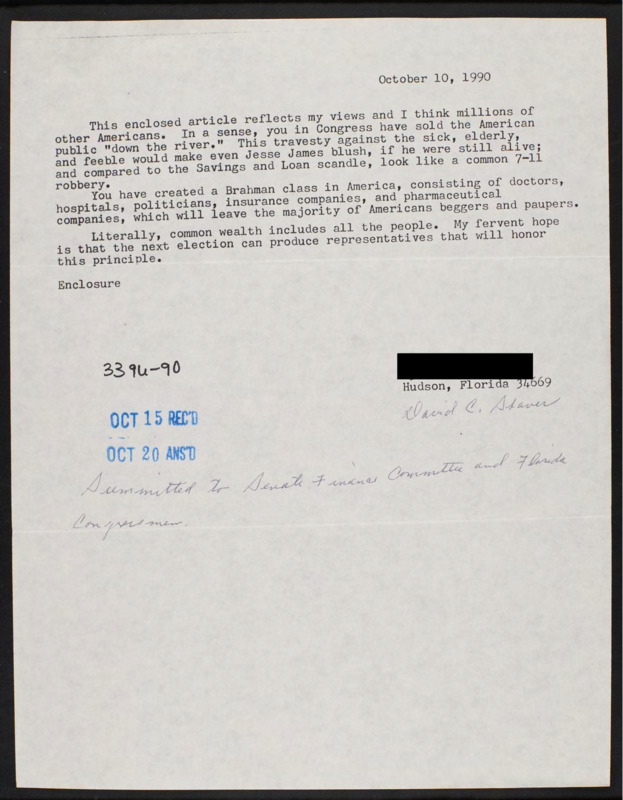 October 10, 1990
This enclosed article reflects my views and I think millions of
other Americans. In a sense, you in Congress have sold the American
public "down the river." This travesty against the sick, elderly,
and feeble would make even Jesse James blush, if he were still alive;
and compared to the Savings and Loan scandle, look like a common 7-11
robbery.
You have created a Brahman class in America, consisting of doctors,
hospitals, politicians, insurance companies, and pharmaceutical
companies, which will leave the majority of Americans beggers and paupers.
Literally, common wealth includes all the people. My fervent hope
is that the next election can produce representatives that will honor
this principle.
Enclosure
3394-90
Hudson, Florida 34669
David C.
OCT 15 REC'D
OCT 20 ANS'D
Summitted to Senate Finance Committee and Florida
Congressmen.